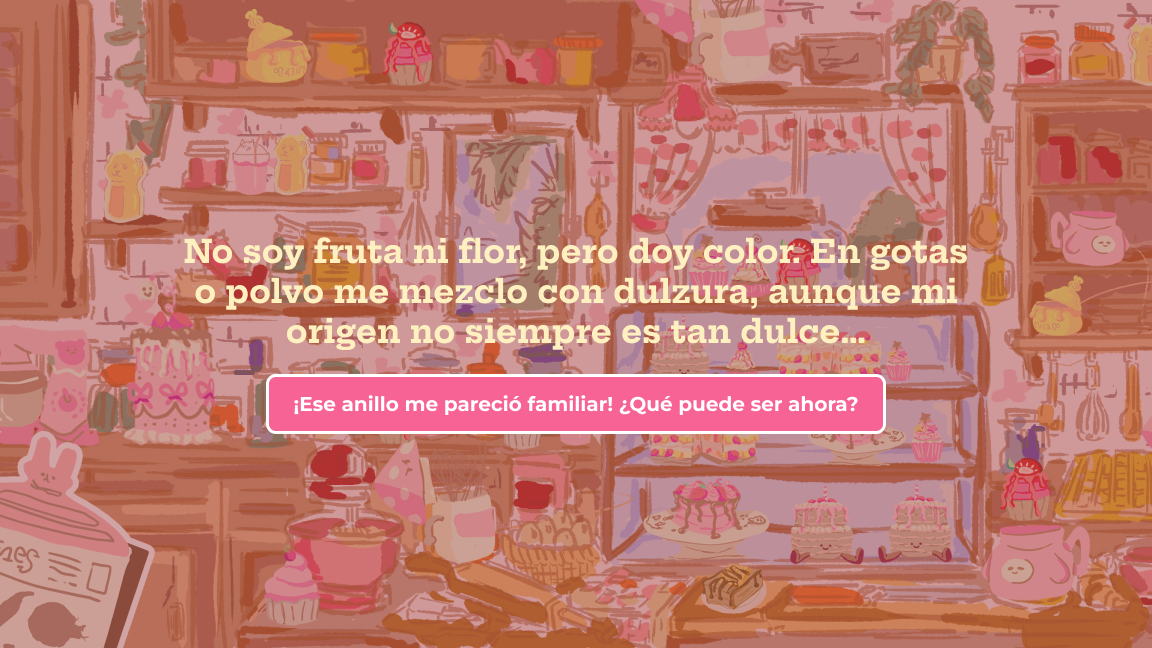 No soy fruta ni flor, pero doy color. En gotas
o polvo me mezclo con dulzura, aunque mi
origen no siempre es tan dulce...
¡Ese anillo me pareció familiar! ¿Qué puede ser ahora?